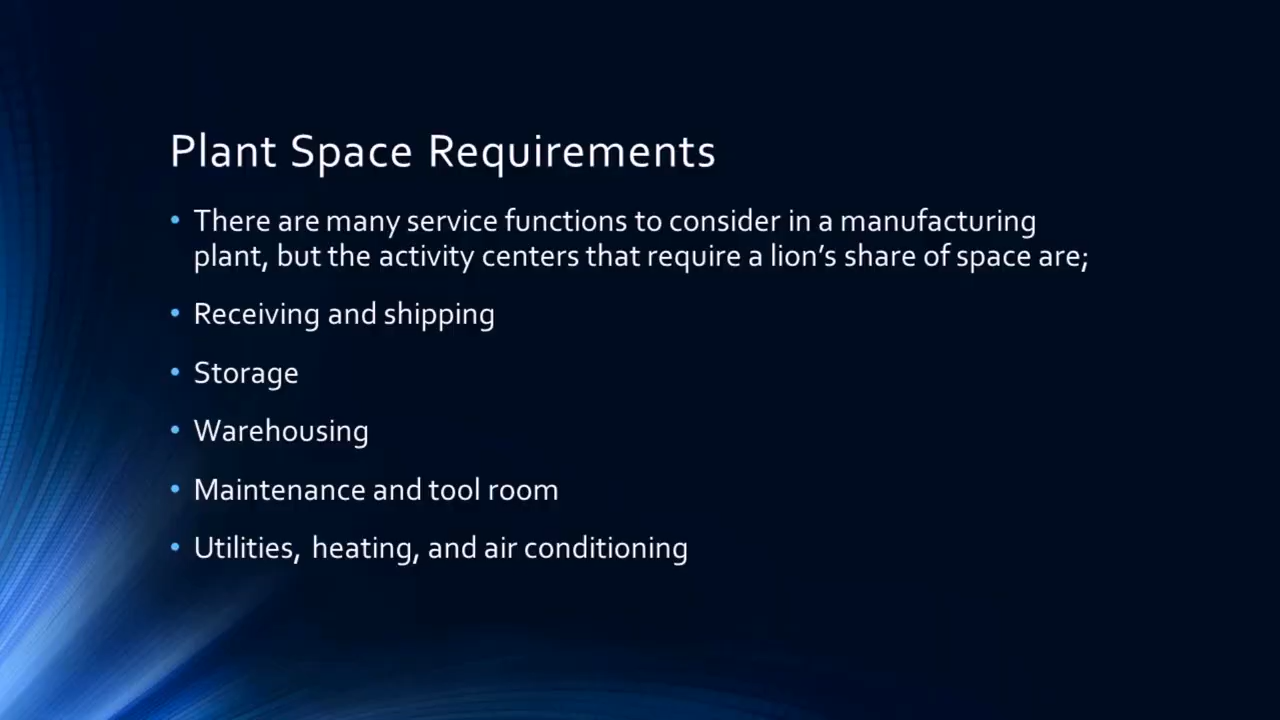 Plant Space Requirements
• There are many service functions to consider in a manufacturing
plant, but the activity centers that require a lion’s share of space are;
• Receiving and shipping
• Storage
• Warehousing
• Maintenance and tool room
• Utilities, heating, and air conditioning